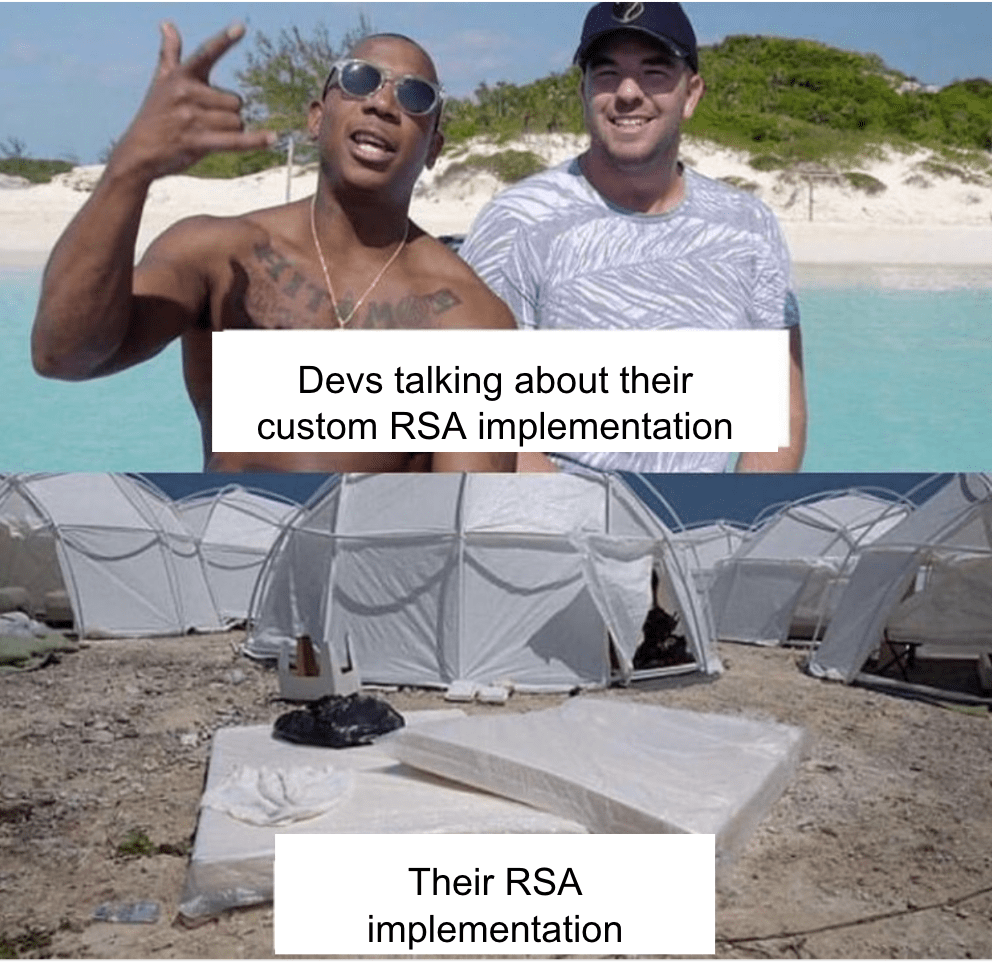 Devs talking about their
custom RSA implementation
Their RSA
implementation